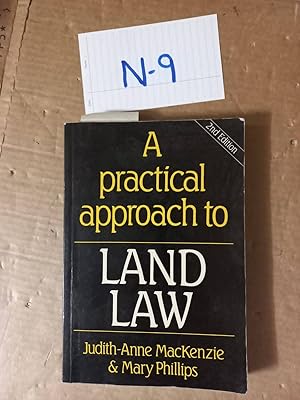 N-9
2nd Edition
A
practical
approach to
LAND
LAW
Judith-Anne MacKenzie
& Mary Phillips